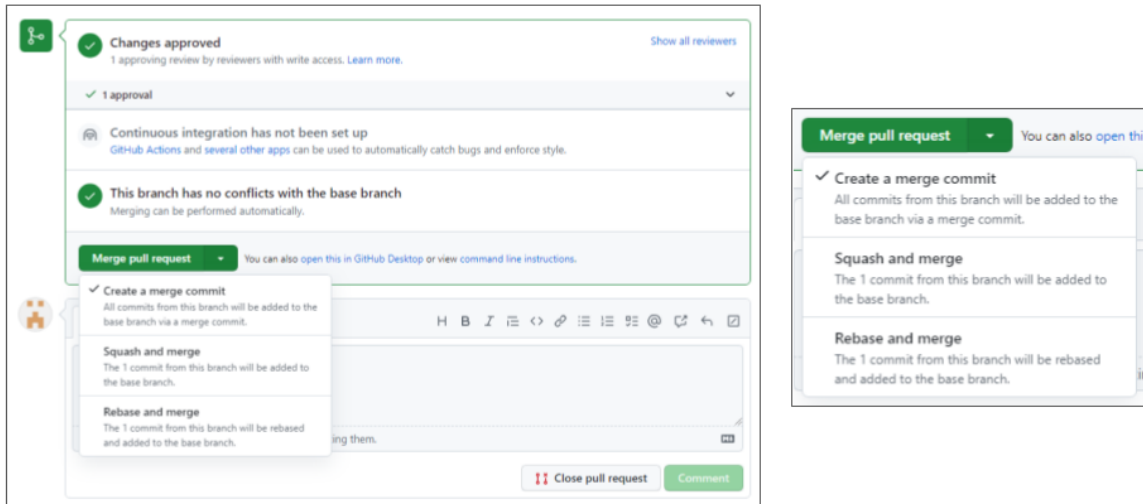 Changes approved
Show all reviewers
1 approving review by reviewers with write access. Learn more.
1 approval
Continuous integration has not been set up
GitHub Actions and several other apps can be used to automatically catch bugs and enforce style.
This branch has no conflicts with the base branch
Merging can be performed automatically.
Merge pull request
You can also open this in GitHub Desktop or view command line instructions.
Create a merge commit
All commits from this branch will be added to the
base branch via a merge commit.
Squash and merge
The 1 commit from this branch will be added to
the base branch.
Rebase and merge
The 1 commit from this branch will be rebased
and added to the base branch.
ing them.
Close pull request
Comment
Merge pull request
You can also open thi
Create a merge commit
All commits from this branch will be added to the
base branch via a merge commit.
Squash and merge
The 1 commit from this branch will be added to
the base branch.
Rebase and merge
The 1 commit from this branch will be rebased
and added to the base branch.